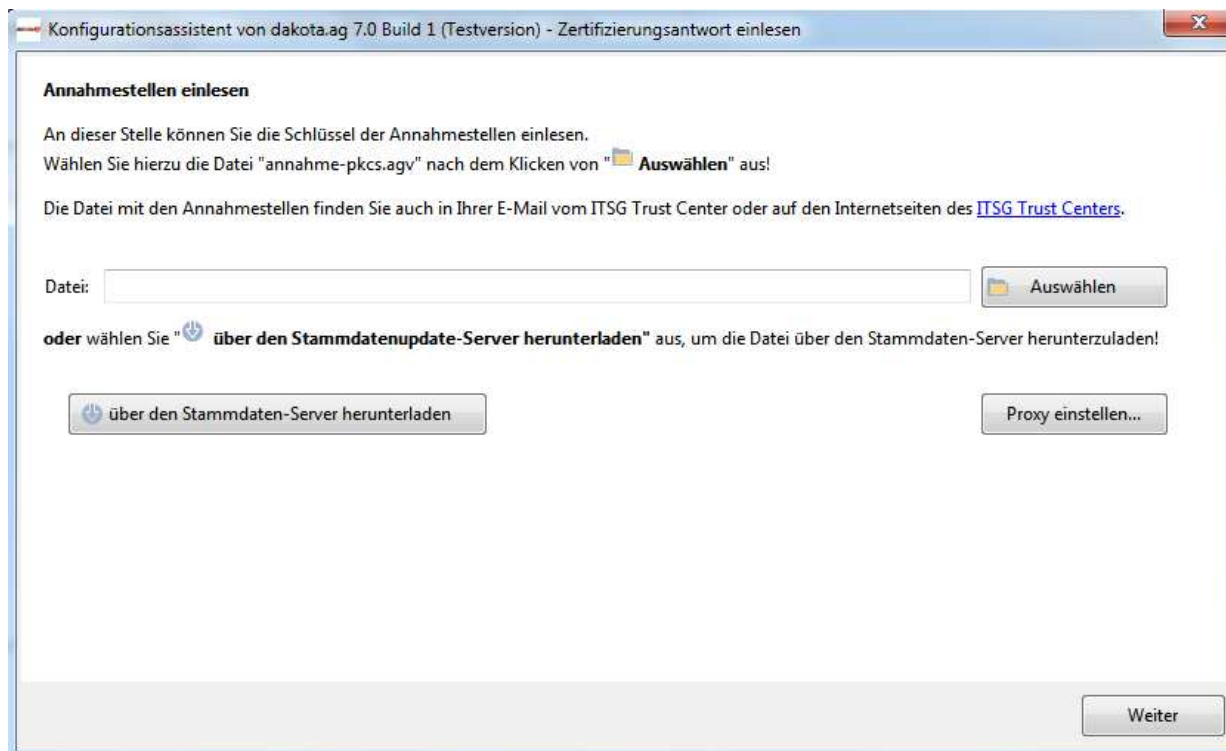 Konfigurationsassistent von dakota.ag 7.0 Build 1 (Testversion) - Zertifizierungsantwort einlesen
Annahmestellen einlesen
An dieser Stelle können Sie die Schlüssel der Annahmestellen einlesen.
Wählen Sie hierzu die Datei "annahme-pkcs.agv" nach dem Klicken von " Auswählen" aus!
Die Datei mit den Annahmestellen finden Sie auch in Ihrer E-Mail vom ITSG Trust Center oder auf den Internetseiten des ITSG Trust Centers.
Datei:
Auswählen
oder wählen Sie " über den Stammdatenupdate-Server herunterladen" aus, um die Datei über den Stammdaten-Server herunterzuladen!
über den Stammdaten-Server herunterladen
Proxy einstellen...
Weiter